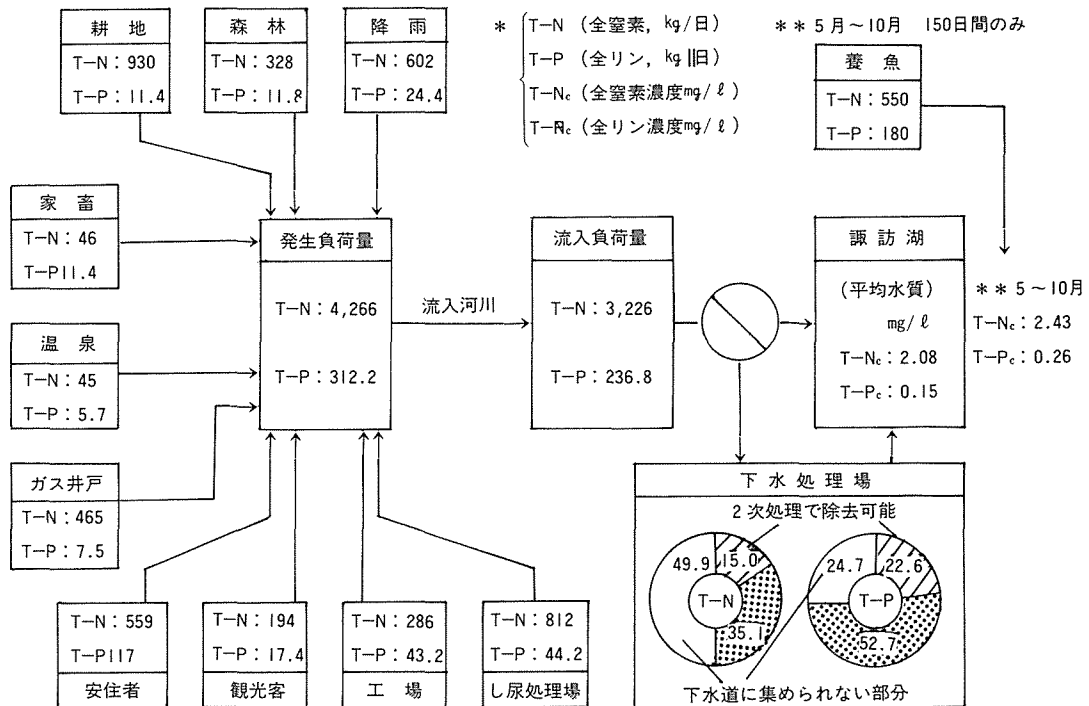 耕地
T-N：930
T-P：11.4
森林
T-N：328
T-P：11.8
降雨
T-N：602
T-P：24.4
* T-N (全窒素, kg/日)
T-P (全リン, kg∥日)
T-Nc (全窒素濃度mg/ℓ)
T-Pc (全リン濃度mg/ℓ)
** 5月～10月 150日間のみ
養魚
T-N：550
T-P：180
家畜
T-N：46
T-P11.4
温泉
T-N：45
T-P：5.7
ガス井戸
T-N：465
T-P：7.5
発生負荷量
T-N：4,266
T-P：312.2
流入河川
流入負荷量
T-N：3,226
T-P：236.8
諏訪湖
(平均水質)
mg/ℓ
T-Nc：2.08
T-Pc：0.15
** 5～10月
T-Nc：2.43
T-Pc：0.26
T-N：559
T-P117
安住者
T-N：194
T-P：17.4
観光客
T-N：286
T-P：43.2
工場
T-N：812
T-P：44.2
し尿処理場
下水処理場
2次処理で除去可能
49.9
15.0
T-N
35.1
24.7
22.6
T-P
52.7
下水道に集められない部分